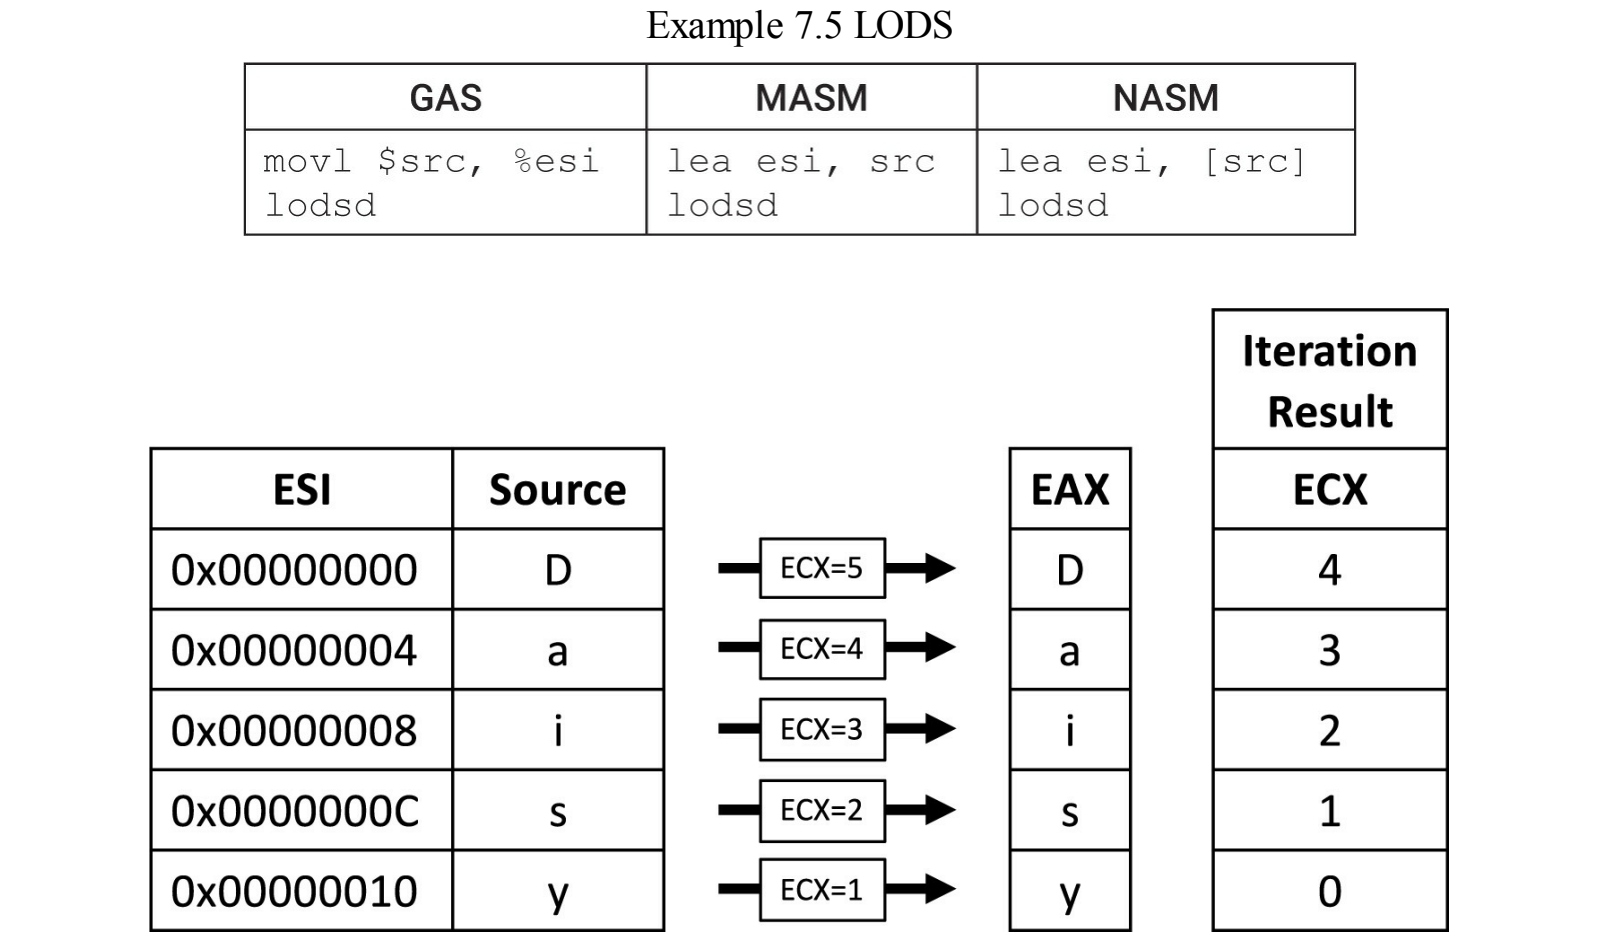 Example 7.5 LODS
GAS MASM NASM
movl $src, %esi lea esi, src lea esi, [src]
lodsd lodsd lodsd
Iteration
Result
ESI Source EAX ECX
0x00000000 D ECX=5 D 4
0x00000004 a ECX=4 a 3
0x00000008 i ECX=3 i 2
0x0000000C s ECX=2 s 1
0x00000010 y ECX=1 y 0